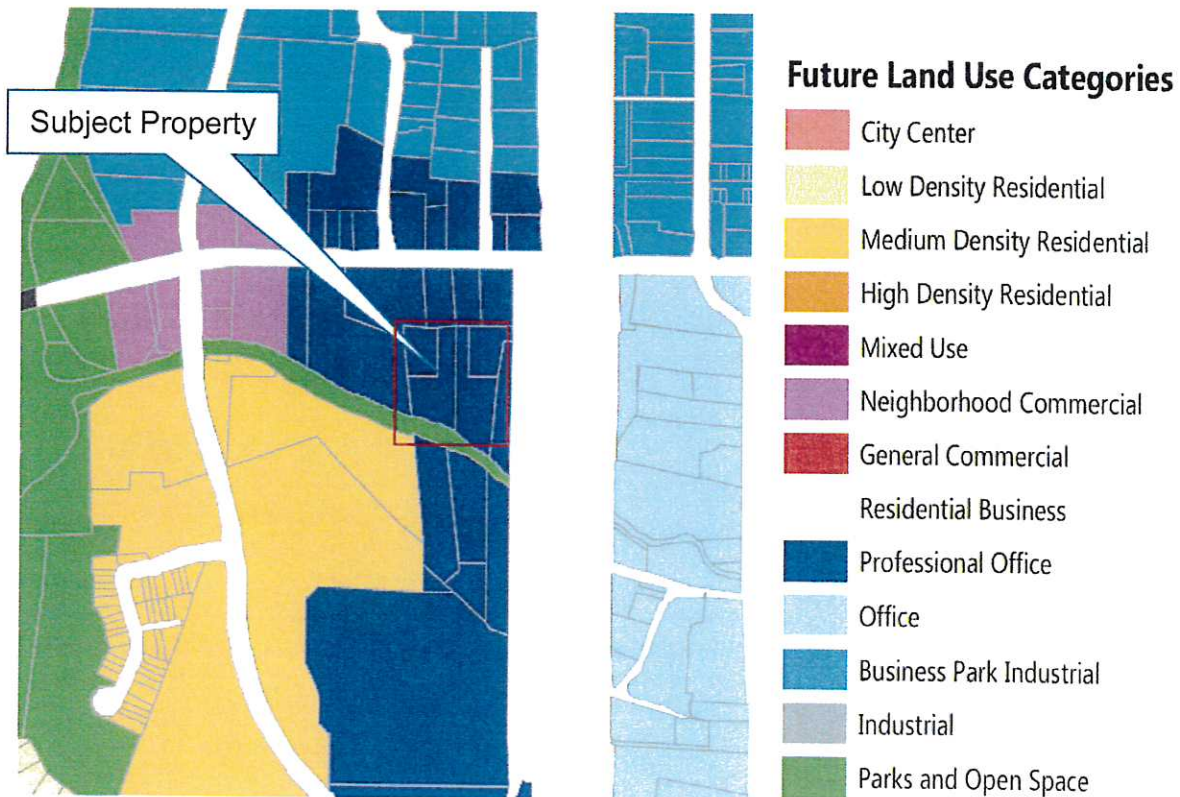 Subject Property
Future Land Use Categories
City Center
Low Density Residential
Medium Density Residential
High Density Residential
Mixed Use
Neighborhood Commercial
General Commercial
Residential Business
Professional Office
Office
Business Park Industrial
Industrial
Parks and Open Space